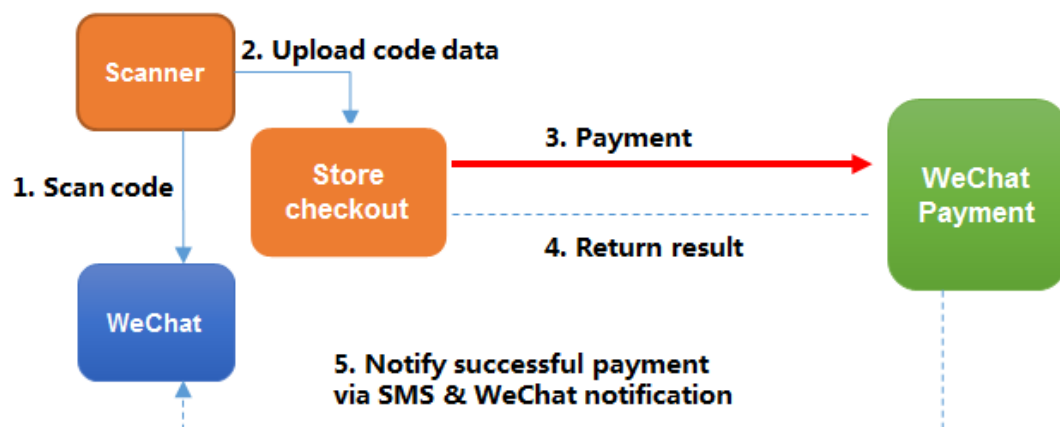 2. Upload code data
Scanner
3. Payment
Store
checkout
1. Scan code
WeChat
Payment
4. Return result
WeChat
5. Notify successful payment
via SMS & WeChat notification